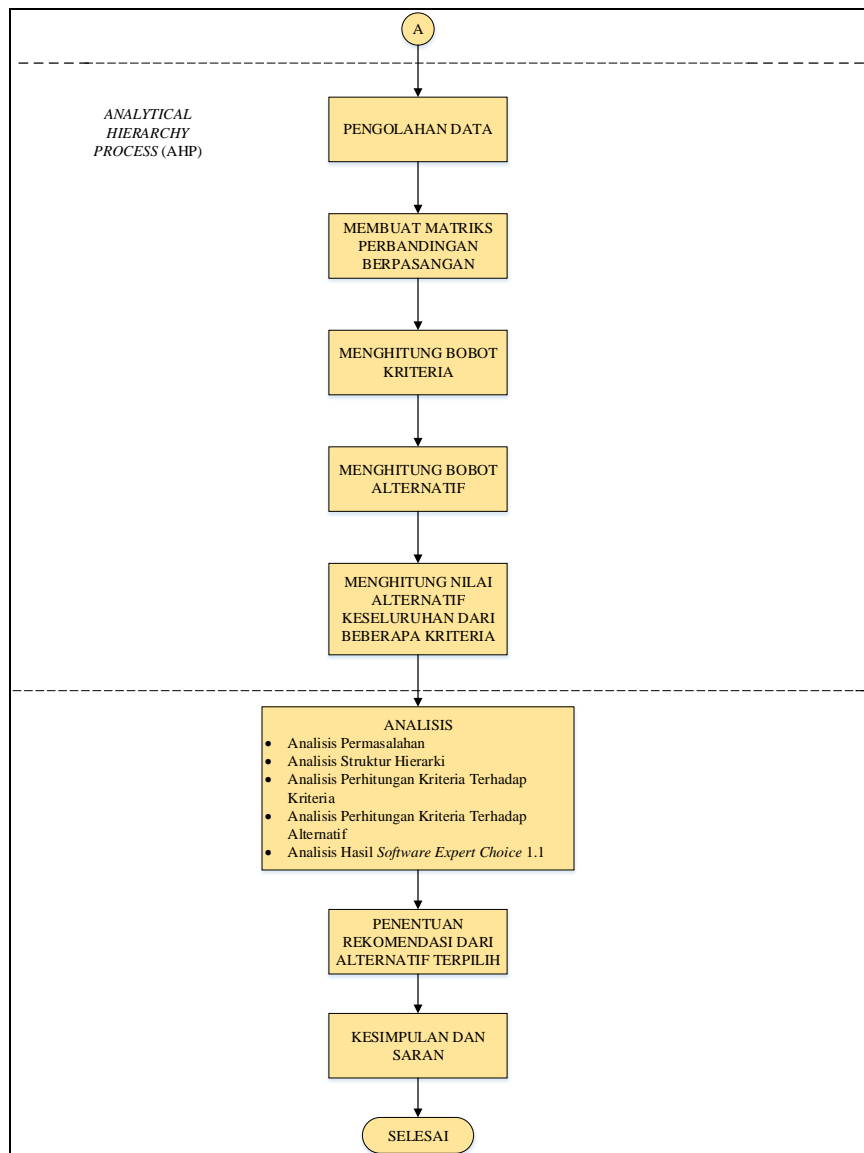 A
ANALYTICAL
HIERARCHY
PROCESS (AHP)
PENGOLAHAN DATA
MEMBUAT MATRIKS
PERBANDINGAN
BERPASANGAN
MENGHITUNG BOBOT
KRITERIA
MENGHITUNG BOBOT
ALTERNATIF
MENGHITUNG NILAI
ALTERNATIF
KESELURUHAN DARI
BEBERAPA KRITERIA
ANALISIS
• Analisis Permasalahan
• Analisis Struktur Hierarki
• Analisis Perhitungan Kriteria Terhadap
Kriteria
• Analisis Perhitungan Kriteria Terhadap
Alternatif
• Analisis Hasil Software Expert Choice 1.1
PENENTUAN
REKOMENDASI DARI
ALTERNATIF TERPILIH
KESIMPULAN DAN
SARAN
SELESAI